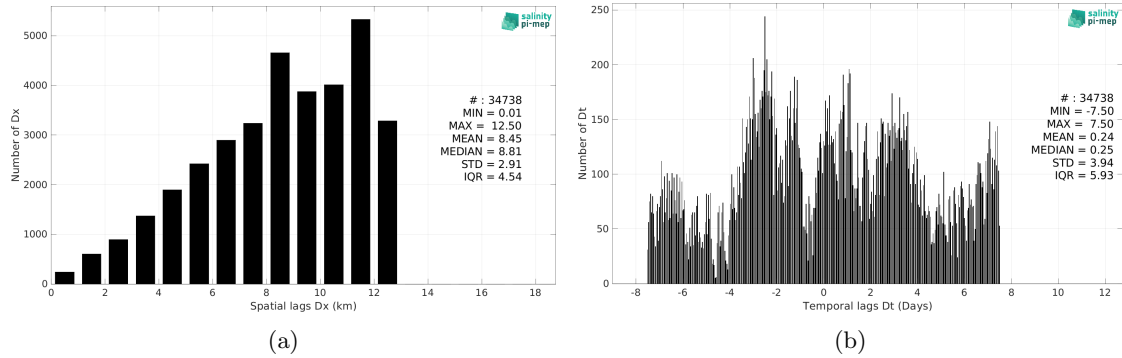 salinity
pi-mep
Number of Dx
5000
4000
3000
2000
1000
0
# : 34738
MIN = 0.01
MAX = 12.50
MEAN = 8.45
MEDIAN = 8.81
STD = 2.91
IQR = 4.54
0 2 4 6 8 10 12 14 16 18
Spatial lags Dx (km)
(a)
salinity
pi-mep
Number of Dt
250
200
150
100
50
0
# : 34738
MIN = -7.50
MAX = 7.50
MEAN = 0.24
MEDIAN = 0.25
STD = 3.94
IQR = 5.93
-8 -6 -4 -2 0 2 4 6 8 10 12
Temporal lags Dt (Days)
(b)